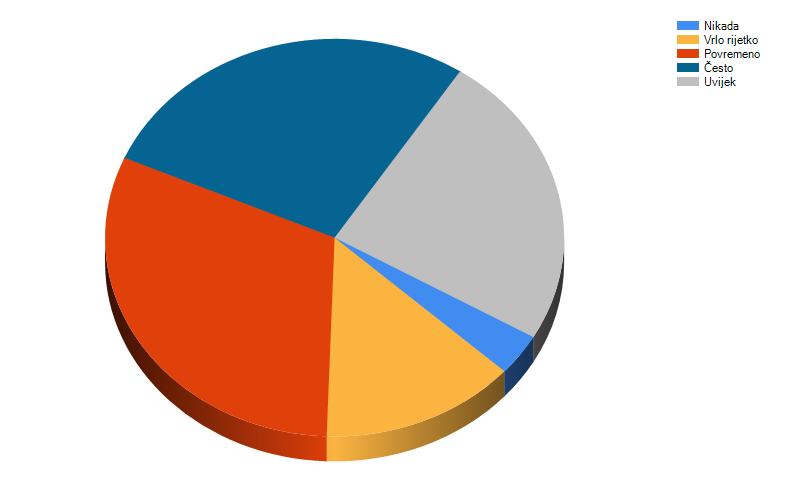 Nikada
Vrlo rijetko
Povremeno
Često
Uvijek